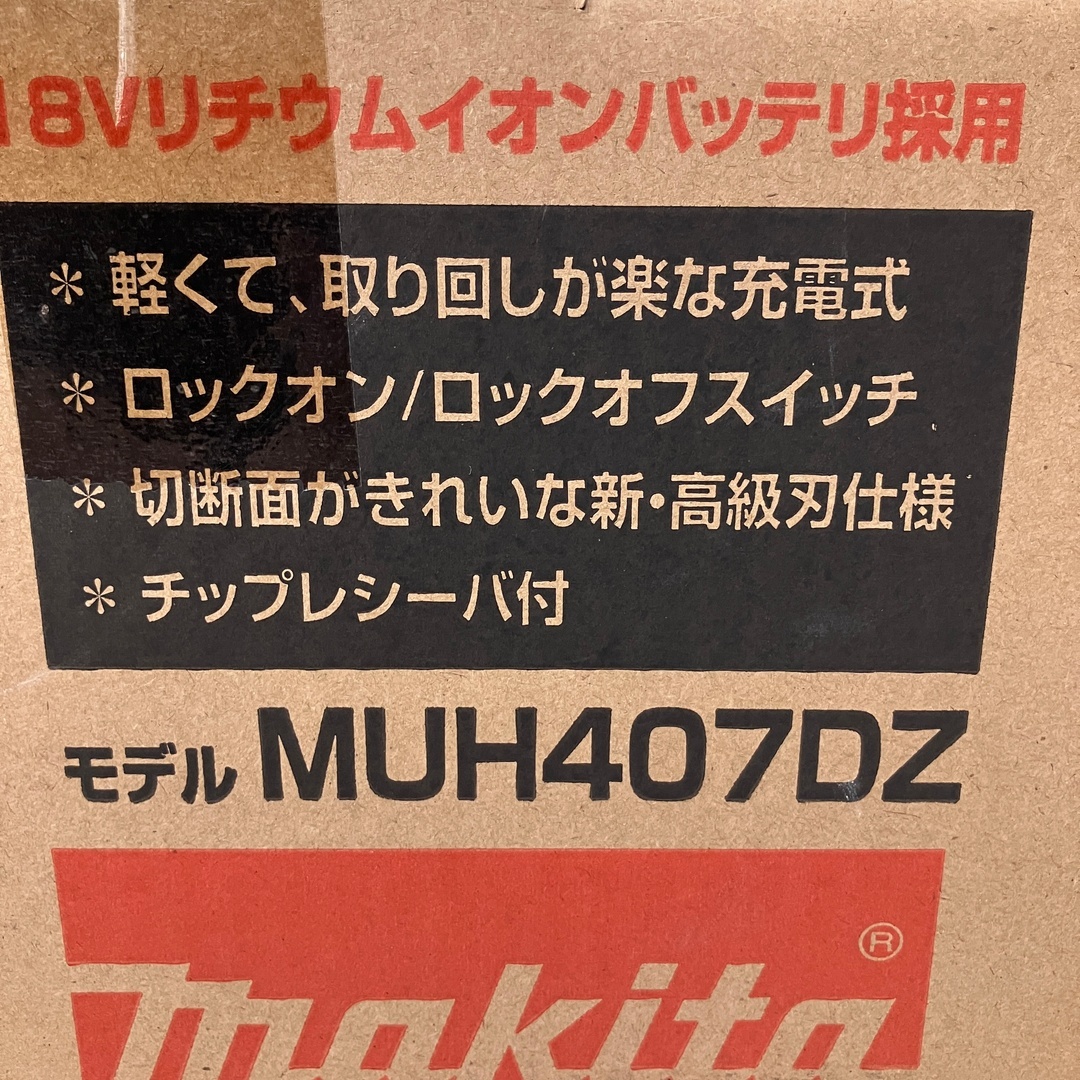 18Vリチウムイオンバッテリ採用
* 軽くて、取り回しが楽な充電式
* ロックオン/ロックオフスイッチ
* 切断面がきれいな新・高級刃仕様
* チップレシーバ付
モデル MUH407DZ
makita ®